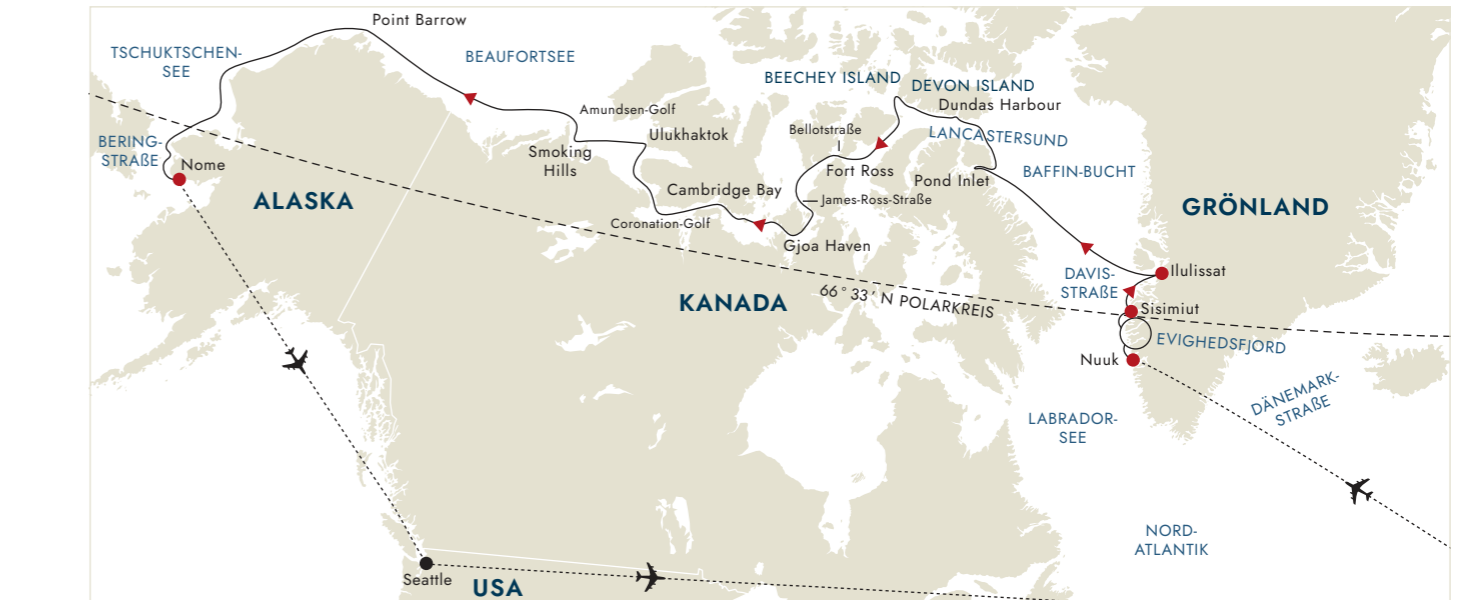 Point Barrow
TSCHUKTSCHEN-
SEE
BEAUFORTSEE
BEECHEY ISLAND
DEVON ISLAND
Dundas Harbour
Amundsen-Golf
Ulukhaktok
Bellotstraße
LANCASTERSUND
BERING-
STRAßE
Nome
Smoking
Hills
Fort Ross
Pond Inlet
BAFFIN-BUCHT
ALASKA
Cambridge Bay
James-Ross-Straße
GRÖNLAND
Coronation-Golf
Gjoa Haven
Ilulissat
DAVIS-
STRAßE
KANADA
66° 33' N POLARKREIS
Sisimiut
EVIGHEDSFJORD
Nuuk
DÄNEMARK-
STRAßE
LABRADOR-
SEE
NORD-
ATLANTIK
Seattle
USA